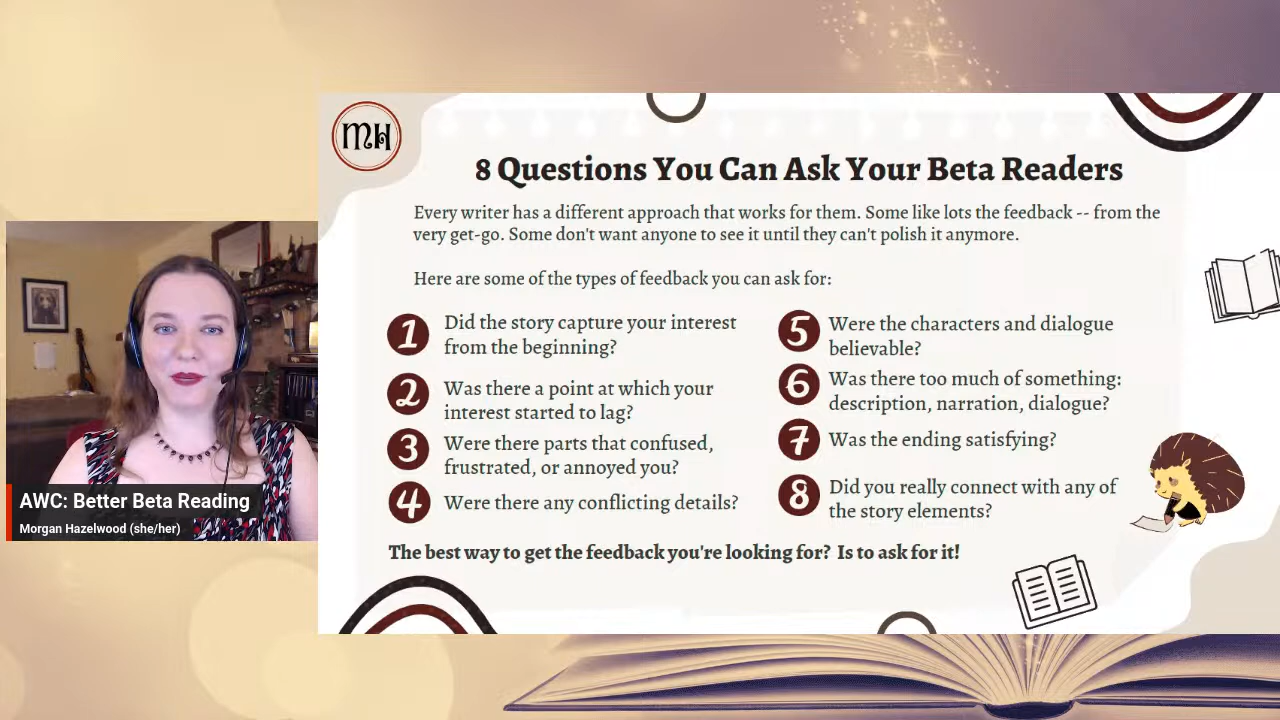 MH
8 Questions You Can Ask Your Beta Readers
Every writer has a different approach that works for them. Some like lots the feedback -- from the
very get-go. Some don't want anyone to see it until they can't polish it anymore.
Here are some of the types of feedback you can ask for:
1 Did the story capture your interest
from the beginning?
2 Was there a point at which your
interest started to lag?
3 Were there parts that confused,
frustrated, or annoyed you?
4 Were there any conflicting details?
5 Were the characters and dialogue
believable?
6 Was there too much of something:
description, narration, dialogue?
7 Was the ending satisfying?
8 Did you really connect with any of
the story elements?
The best way to get the feedback you're looking for? Is to ask for it!
AWC: Better Beta Reading
Morgan Hazelwood (she/her)